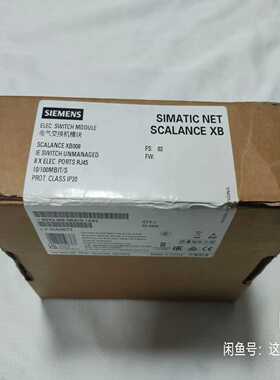 SIEMENS
ELEC. SWITCH MODULE
电气交换机模块
SCALANCE XB008
IE SWITCH UNMANAGED
8 X ELEC. PORTS RJ45
10/100MBIT/S
PROT. CLASS IP20
SIMATIC NET
SCALANCE XB
FS: 02
FW:
闲鱼号:这